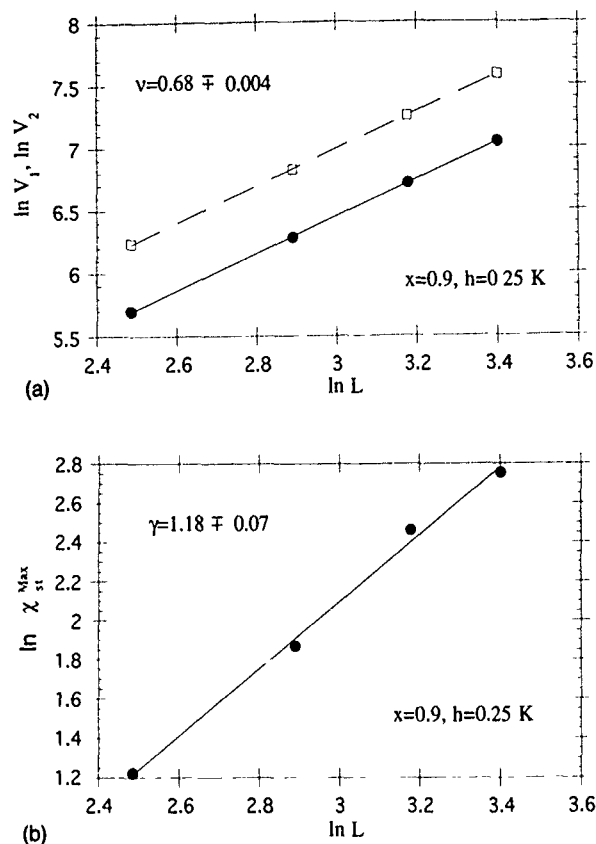 8
7.5
7
6.5
6
5.5
ln V1, ln V2
ν=0.68 ∓ 0.004
x=0.9, h=0 25 K
2.4 2.6 2.8 3 3.2 3.4 3.6
ln L
(a)
2.8
2.6
2.4
2.2
2
1.8
1.6
1.4
1.2
ln χ st Max
γ=1.18 ∓ 0.07
x=0.9, h=0.25 K
2.4 2.6 2.8 3 3.2 3.4 3.6
ln L
(b)